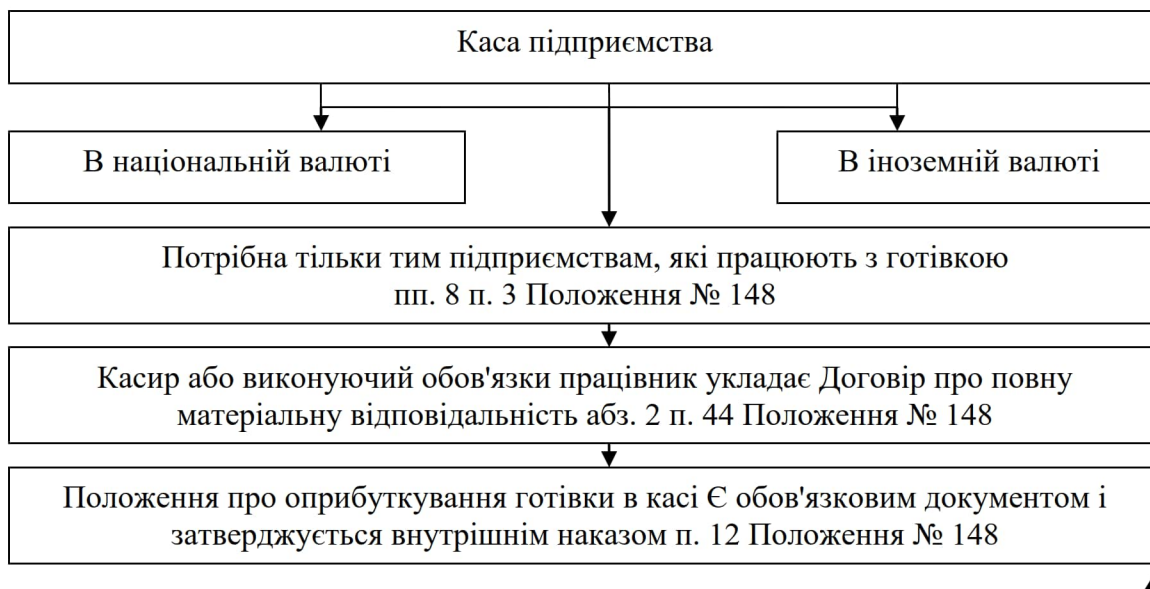 Каса підприємства
В національній валюті
В іноземній валюті
Потрібна тільки тим підприємствам, які працюють з готівкою
пп. 8 п. 3 Положення № 148
Касир або виконуючий обов'язки працівник укладає Договір про повну
матеріальну відповідальність абз. 2 п. 44 Положення № 148
Положення про оприбуткування готівки в касі Є обов'язковим документом і
затверджується внутрішнім наказом п. 12 Положення № 148